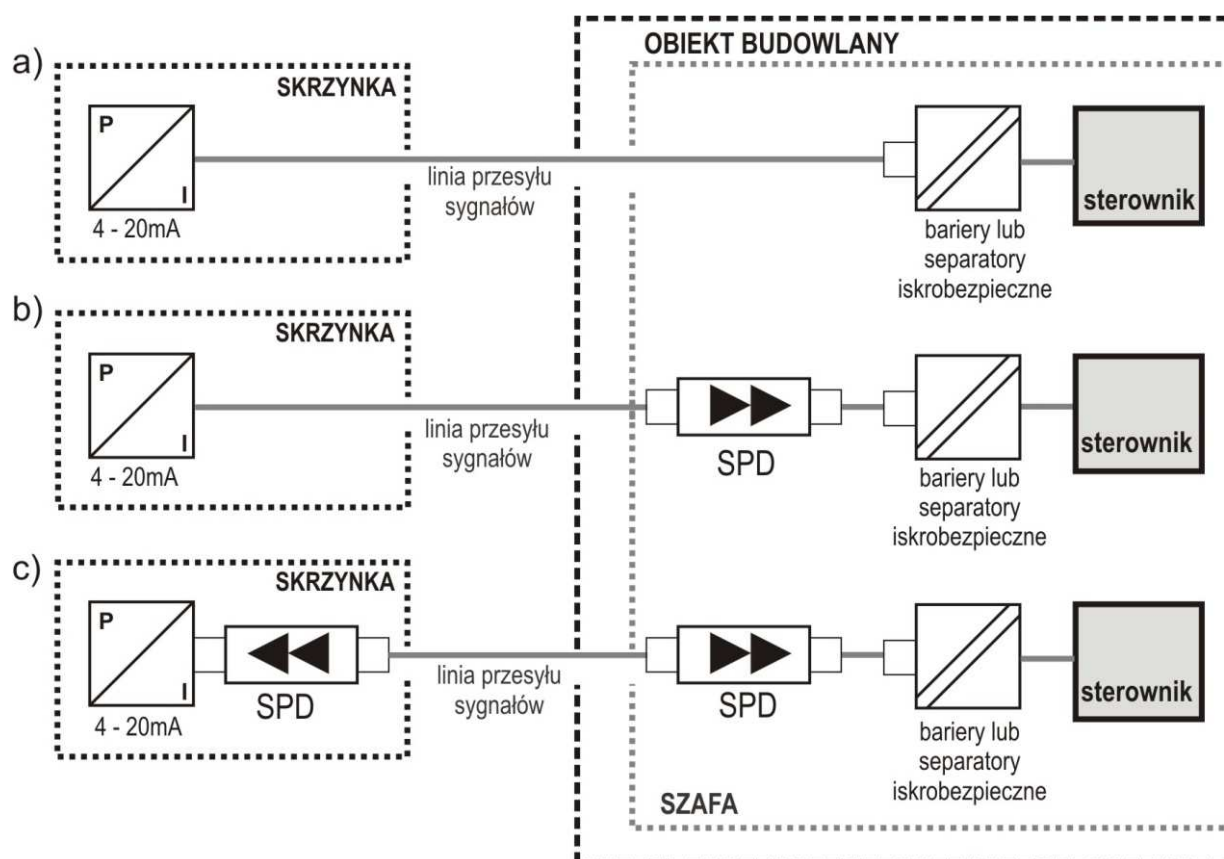 OBIEKT BUDOWLANY
a)
SKRZYNKA
P
I
4 - 20mA
linia przesyłu
sygnałów
bariery lub
separatory
iskrobezpieczne
sterownik
b)
SKRZYNKA
P
I
4 - 20mA
linia przesyłu
sygnałów
SPD
bariery lub
separatory
iskrobezpieczne
sterownik
c)
SKRZYNKA
P
I
4 - 20mA
SPD
linia przesyłu
sygnałów
SPD
bariery lub
separatory
iskrobezpieczne
sterownik
SZAFA